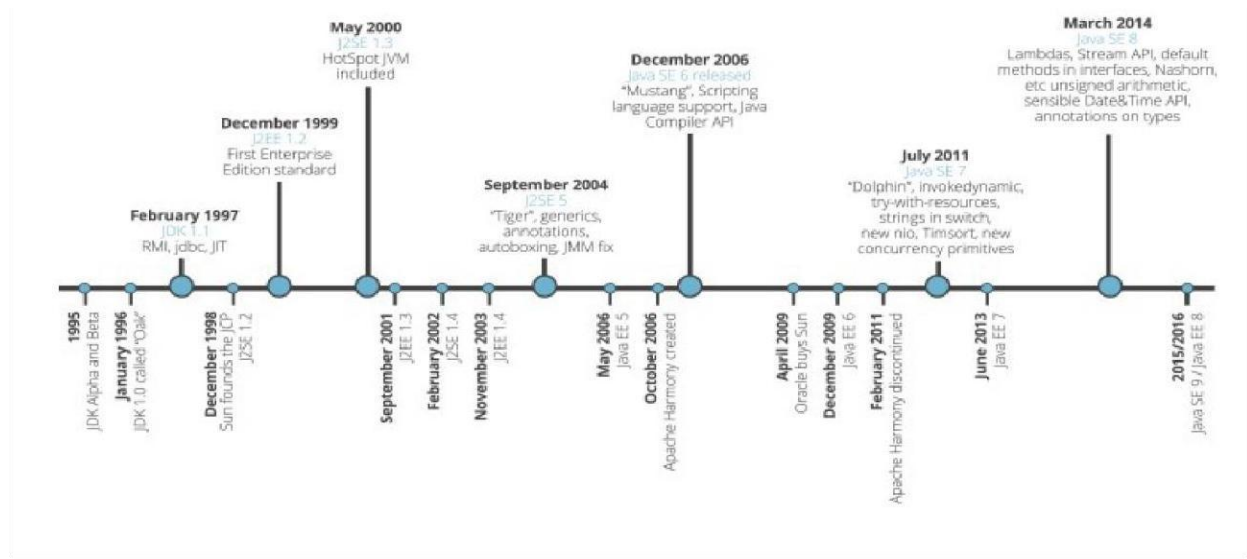 May 2000
J2SE 1.3
HotSpot JVM
included
March 2014
Java SE 8
Lambdas, Stream API, default
methods in interfaces, Nashorn,
etc unsigned arithmetic,
sensible Date&Time API,
annotations on types
December 2006
Java SE 6 released
"Mustang", Scripting
language support, Java
Compiler API
December 1999
J2EE 1.2
First Enterprise
Edition standard
July 2011
Java SE 7
"Dolphin", invokedynamic,
try-with-resources,
strings in switch,
new nio, Timsort, new
concurrency primitives
September 2004
J2SE 5
"Tiger", generics,
annotations,
autoboxing, JMM fix
February 1997
JDK 1.1
RMI, jdbc, JIT
1995
JDK Alpha and Beta
January 1996
JDK 1.0 called "Oak"
December 1998
Sun founds the JCP
J2SE 1.2
September 2001
J2EE 1.3
February 2002
J2SE 1.4
November 2003
J2EE 1.4
May 2006
Java EE 5
October 2006
Apache Harmony created
April 2009
Oracle buys Sun
December 2009
Java EE 6
February 2011
Apache Harmony discontinued
June 2013
Java EE 7
2015/2016
Java SE 9 / Java EE 8